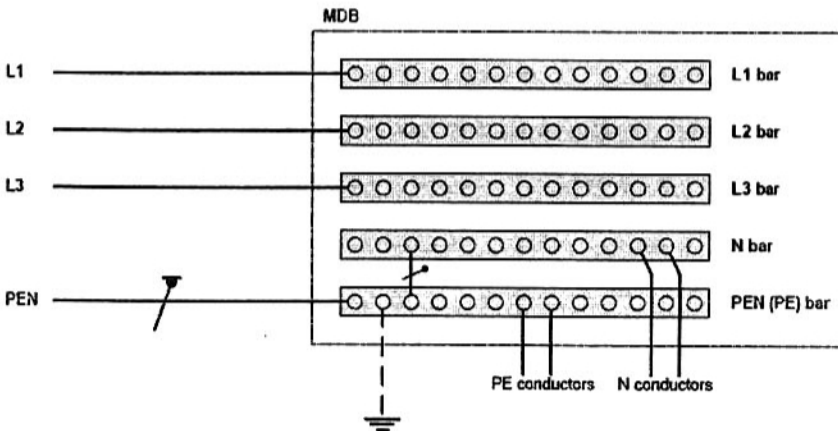 MDB
L1
L1 bar
L2
L2 bar
L3
L3 bar
N bar
PEN
PEN (PE) bar
PE conductors
N conductors